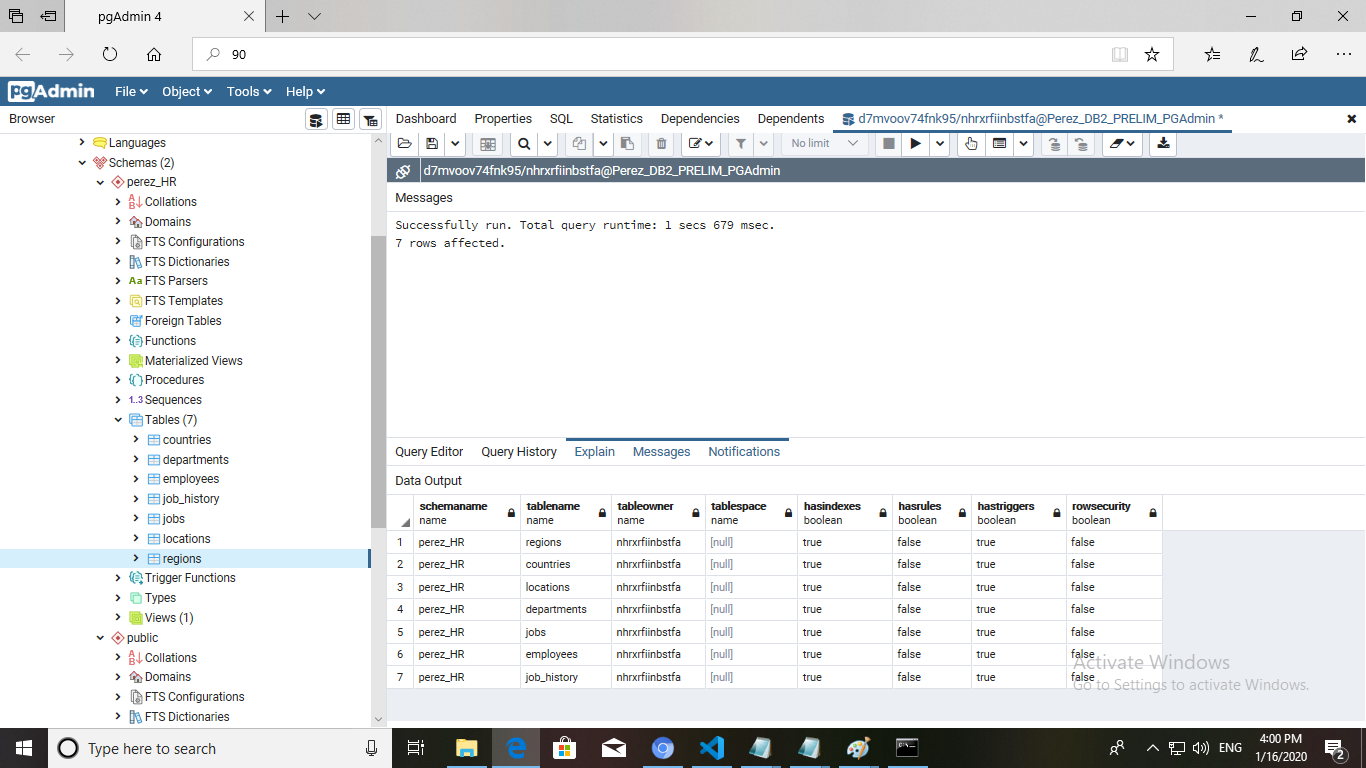 pgAdmin 4
90
pgAdmin File Object Tools Help
Browser
Dashboard Properties SQL Statistics Dependencies Dependents d7mvoov74fnk95/nhrxrfiinbstfa@Perez_DB2_PRELIM_PGAdmin *
No limit
d7mvoov74fnk95/nhrxrfiinbstfa@Perez_DB2_PRELIM_PGAdmin
Languages
Schemas (2)
perez_HR
Collations
Domains
FTS Configurations
FTS Dictionaries
Aa FTS Parsers
FTS Templates
Foreign Tables
Functions
Materialized Views
Procedures
1..3 Sequences
Tables (7)
countries
departments
employees
job_history
jobs
locations
regions
Trigger Functions
Types
Views (1)
public
Collations
Domains
FTS Configurations
FTS Dictionaries
Messages
Successfully run. Total query runtime: 1 secs 679 msec.
7 rows affected.
Query Editor Query History Explain Messages Notifications
Data Output
schemaname tablename tableowner tablespace hasindexes hasrules hastriggers rowsecurity
name name name name boolean boolean boolean boolean
1 perez_HR regions nhrxrfiinbstfa [null] true false true false
2 perez_HR countries nhrxrfiinbstfa [null] true false true false
3 perez_HR locations nhrxrfiinbstfa [null] true false true false
4 perez_HR departments nhrxrfiinbstfa [null] true false true false
5 perez_HR jobs nhrxrfiinbstfa [null] true false true false
6 perez_HR employees nhrxrfiinbstfa [null] true false true false
7 perez_HR job_history nhrxrfiinbstfa [null] true false true false
Activate Windows
Go to Settings to activate Windows.
Type here to search
ENG
4:00 PM
1/16/2020
2